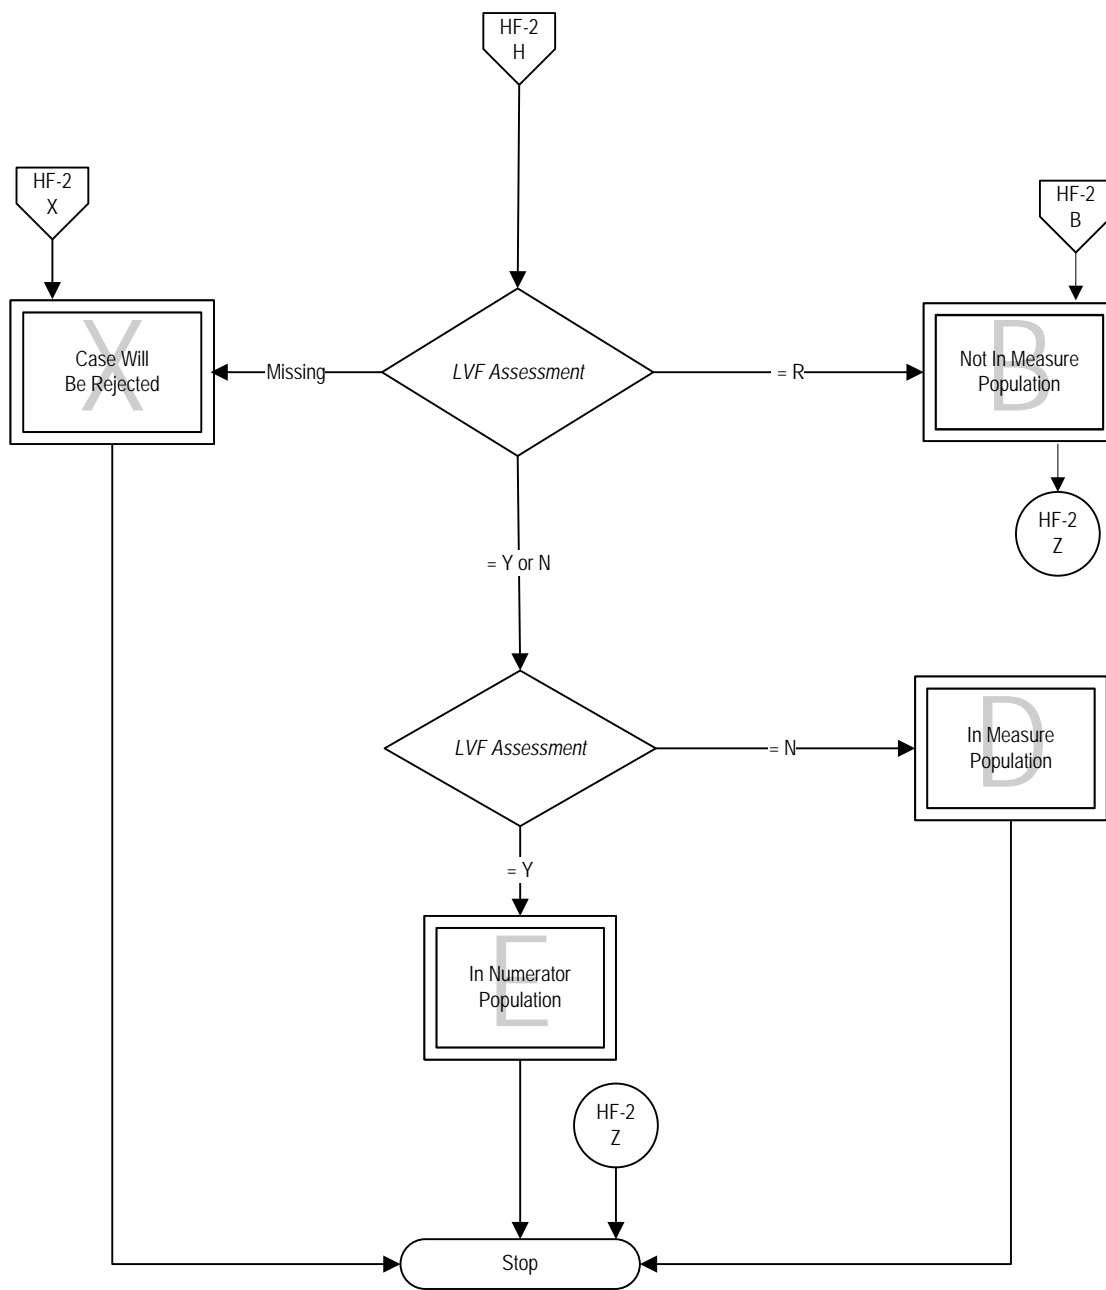 HF-2
H
HF-2
X
HF-2
B
X
Case Will
Be Rejected
Missing
LVF Assessment
= R
B
Not In Measure
Population
HF-2
Z
= Y or N
LVF Assessment
= N
D
In Measure
Population
= Y
E
In Numerator
Population
HF-2
Z
Stop